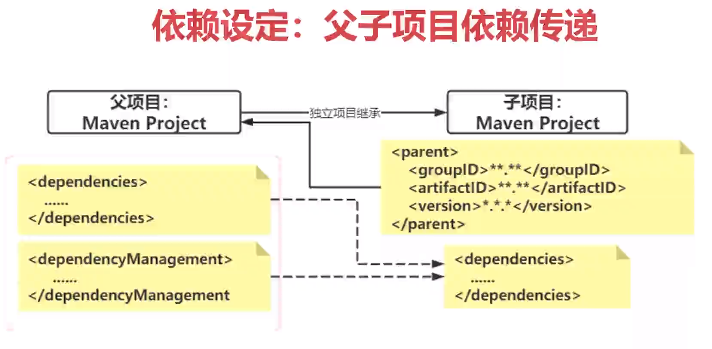 依赖设定：父子项目依赖传递
父项目：
Maven Project
独立项目继承
子项目：
Maven Project
<parent>
<groupID>**.**</groupID>
<artifactID>**.**</artifactID>
<version>*.*.*</version>
</parent>
<dependencies>
......
</dependencies>
<dependencyManagement>
......
</dependencyManagement
<dependencies>
......
</dependencies>